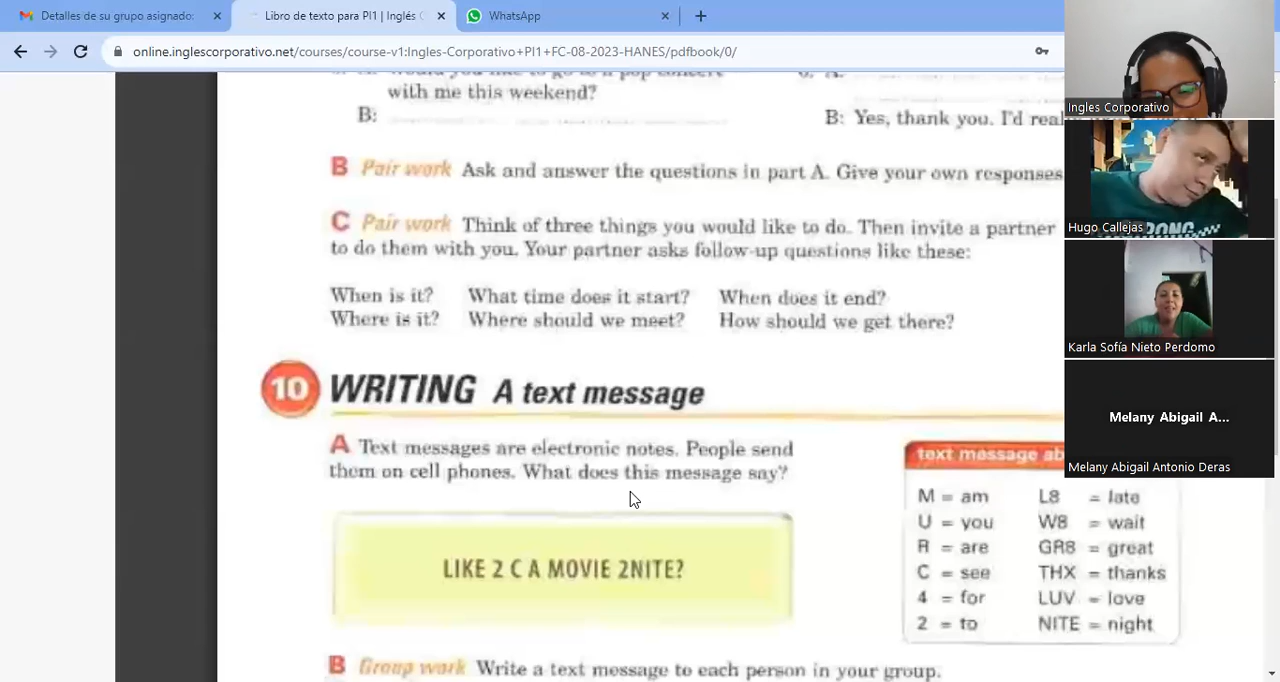 Detalles de su grupo asignado:
Libro de texto para PI1 | Inglés C
WhatsApp
online.inglescorporativo.net/courses/course-v1:Ingles-Corporativo+PI1+FC-08-2023-HANES/pdfbook/0/
would you like to go to a pop concert
with me this weekend?
B:
B: Yes, thank you. I'd real
B Pair work Ask and answer the questions in part A. Give your own responses
C Pair work Think of three things you would like to do. Then invite a partner
to do them with you. Your partner asks follow-up questions like these:
When is it? What time does it start? When does it end?
Where is it? Where should we meet? How should we get there?
10 WRITING A text message
A Text messages are electronic notes. People send
them on cell phones. What does this message say?
LIKE 2 C A MOVIE 2NITE?
text message ab
M = am L8 = late
U = you W8 = wait
R = are GR8 = great
C = see THX = thanks
4 = for LUV = love
2 = to NITE = night
B Group work Write a text message to each person in your group.
Ingles Corporativo
Hugo Callejas
Karla Sofía Nieto Perdomo
Melany Abigail A...
Melany Abigail Antonio Deras